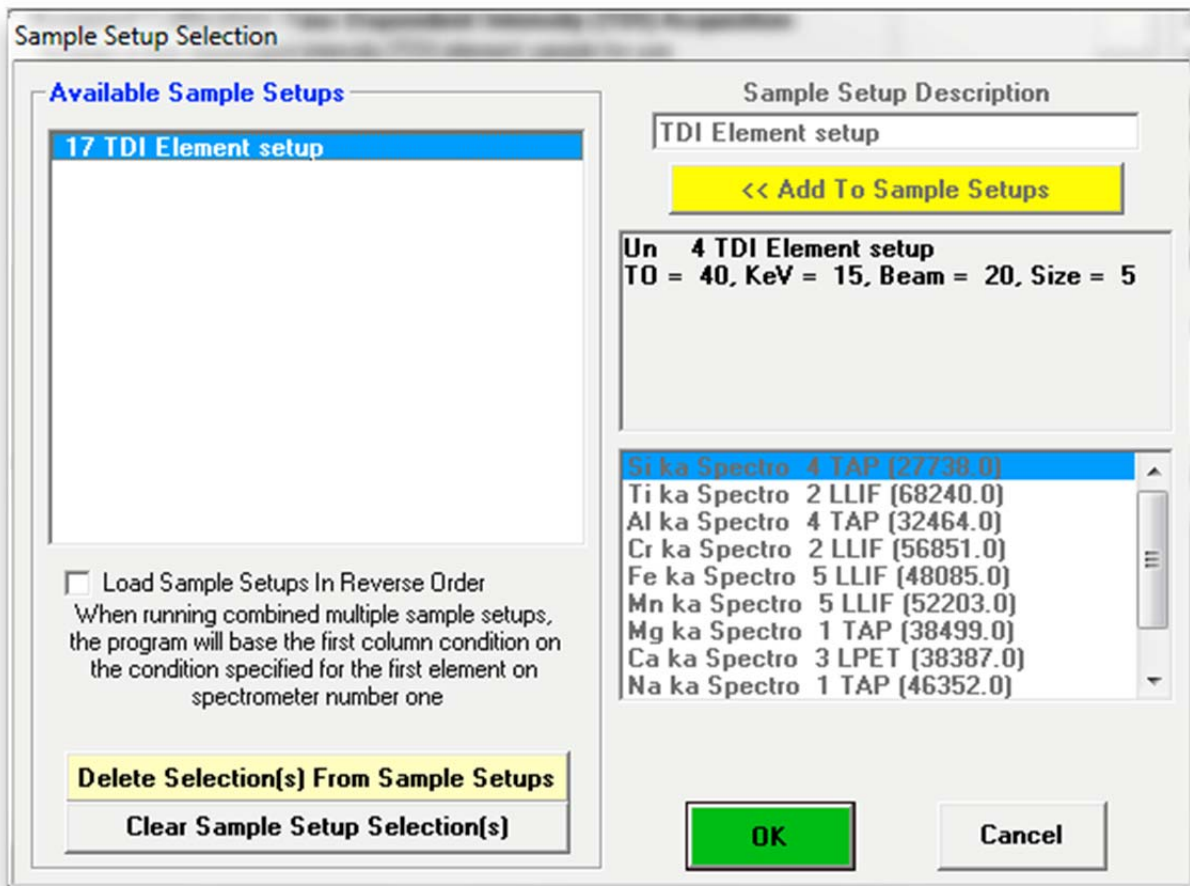 Sample Setup Selection
Available Sample Setups
17 TDI Element setup
Load Sample Setups In Reverse Order
When running combined multiple sample setups,
the program will base the first column condition on
the condition specified for the first element on
spectrometer number one
Delete Selection(s) From Sample Setups
Clear Sample Setup Selection(s)
Sample Setup Description
TDI Element setup
<< Add To Sample Setups
Un 4 TDI Element setup
TO = 40, KeV = 15, Beam = 20, Size = 5
Si ka Spectro 4 TAP (27738.0)
Ti ka Spectro 2 LLIF (68240.0)
Al ka Spectro 4 TAP (32464.0)
Cr ka Spectro 2 LLIF (56851.0)
Fe ka Spectro 5 LLIF (48085.0)
Mn ka Spectro 5 LLIF (52203.0)
Mg ka Spectro 1 TAP (38499.0)
Ca ka Spectro 3 LPET (38387.0)
Na ka Spectro 1 TAP (46352.0)
OK
Cancel